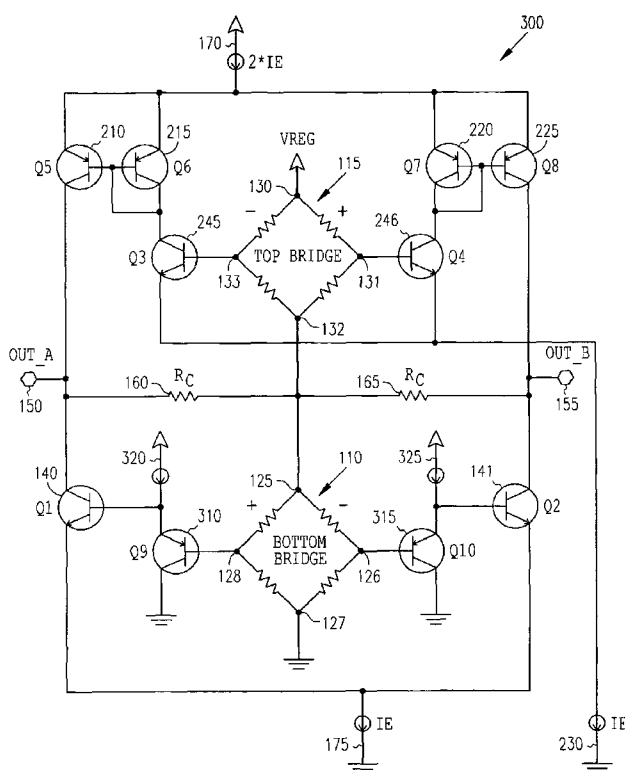 300
170
2*IE
210
215
220
225
Q5
Q6
Q7
Q8
VREG
130
115
245
246
- +
Q3
TOP BRIDGE
Q4
133
131
132
OUT_A
OUT_B
150
160
RC
165
RC
155
320
325
125
110
140
141
Q1
310
+ -
315
Q2
Q9
BOTTOM
BRIDGE
Q10
128
126
127
IE
175
IE
230